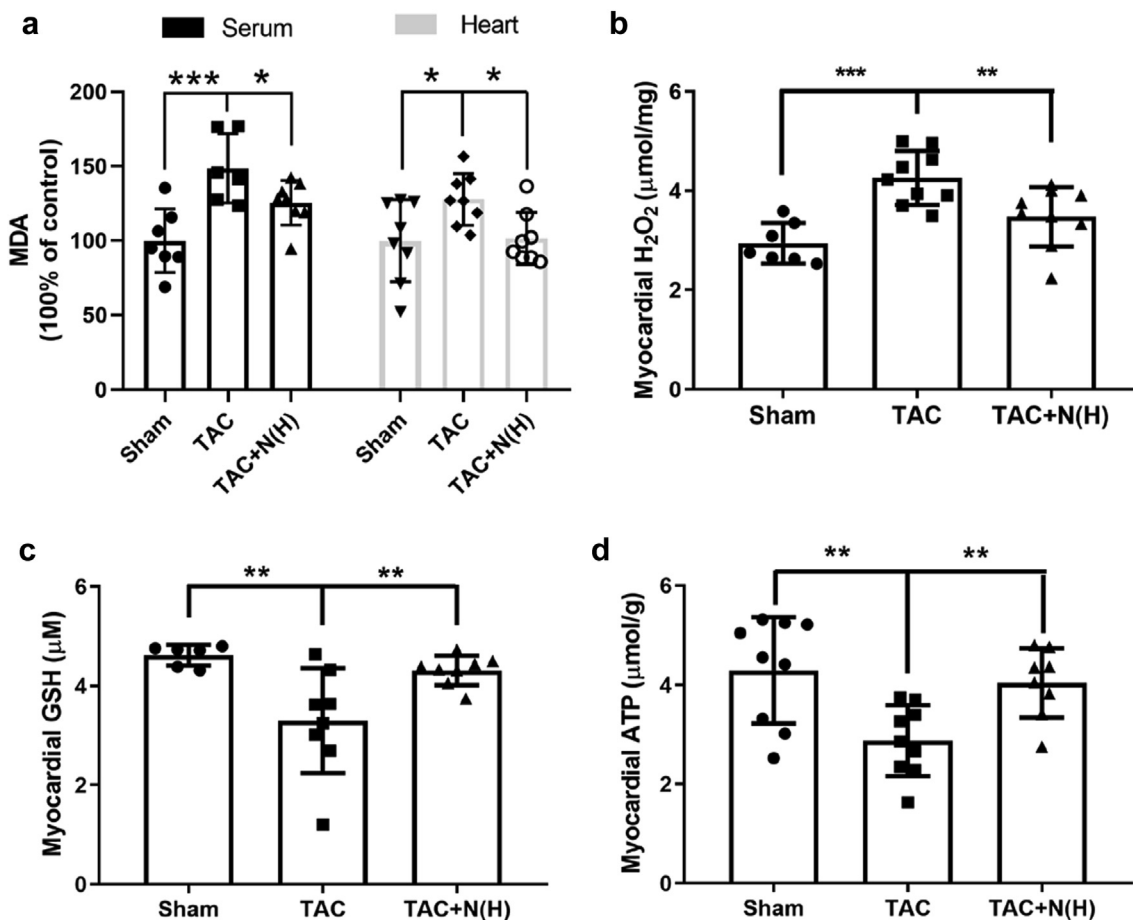 a
Serum
Heart
*** * * *
MDA
(100% of control)
200
150
100
50
0
Sham TAC TAC+N(H) Sham TAC TAC+N(H)
b
*** **
Myocardial H₂O₂ (μmol/mg)
6
4
2
0
Sham TAC TAC+N(H)
c
** **
Myocardial GSH (μM)
6
4
2
0
Sham TAC TAC+N(H)
d
** **
Myocardial ATP (μmol/g)
6
4
2
0
Sham TAC TAC+N(H)